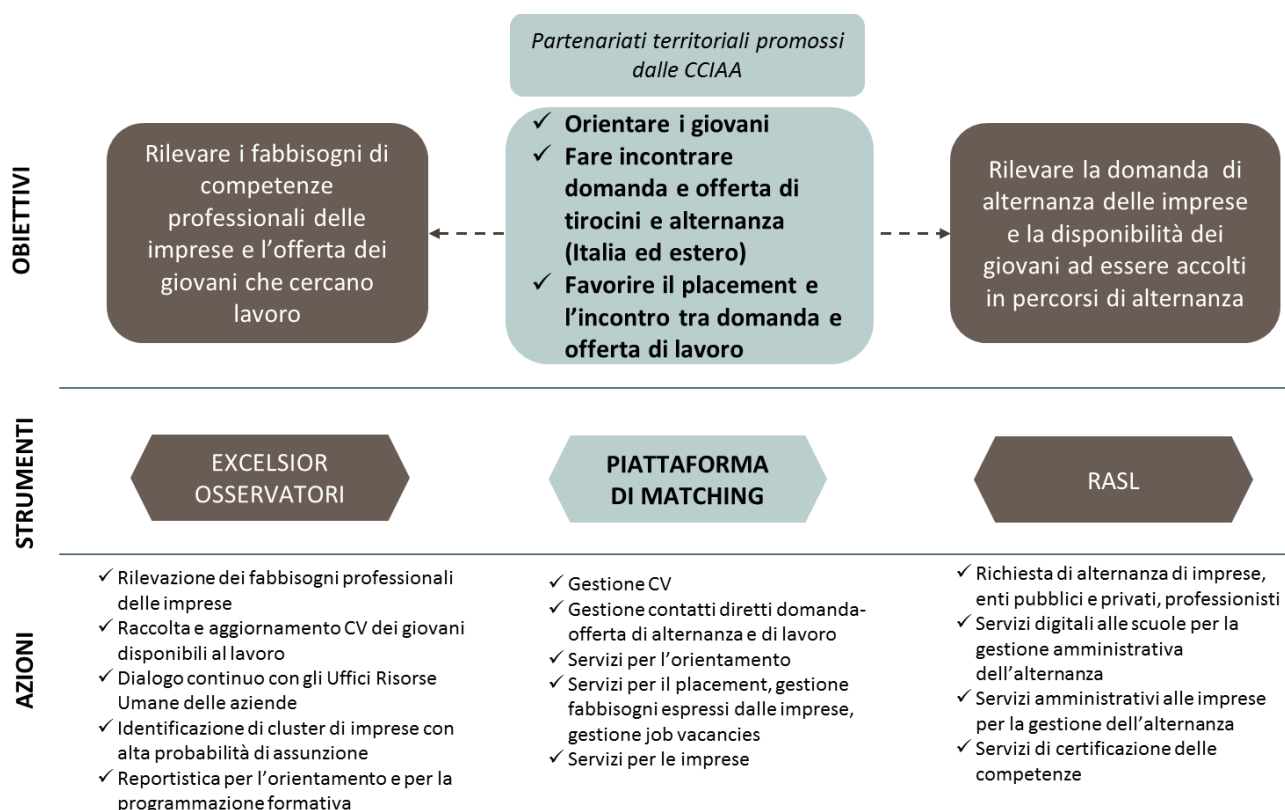 Partenariati territoriali promossi
dalle CCIAA
OBIETTIVI
Rilevare i fabbisogni di
competenze
professionali delle
imprese e l'offerta dei
giovani che cercano
lavoro
✓ Orientare i giovani
✓ Fare incontrare
domanda e offerta di
tirocini e alternanza
(Italia ed estero)
✓ Favorire il placement e
l'incontro tra domanda e
offerta di lavoro
Rilevare la domanda di
alternanza delle imprese
e la disponibilità dei
giovani ad essere accolti
in percorsi di alternanza
STRUMENTI
EXCELSIOR
OSSERVATORI
PIATTAFORMA
DI MATCHING
RASL
AZIONI
✓ Rilevazione dei fabbisogni professionali
delle imprese
✓ Raccolta e aggiornamento CV dei giovani
disponibili al lavoro
✓ Dialogo continuo con gli Uffici Risorse
Umane delle aziende
✓ Identificazione di cluster di imprese con
alta probabilità di assunzione
✓ Reportistica per l'orientamento e per la
programmazione formativa
✓ Gestione CV
✓ Gestione contatti diretti domanda-
offerta di alternanza e di lavoro
✓ Servizi per l'orientamento
✓ Servizi per il placement, gestione
fabbisogni espressi dalle imprese,
gestione job vacancies
✓ Servizi per le imprese
✓ Richiesta di alternanza di imprese,
enti pubblici e privati, professionisti
✓ Servizi digitali alle scuole per la
gestione amministrativa
dell'alternanza
✓ Servizi amministrativi alle imprese
per la gestione dell'alternanza
✓ Servizi di certificazione delle
competenze